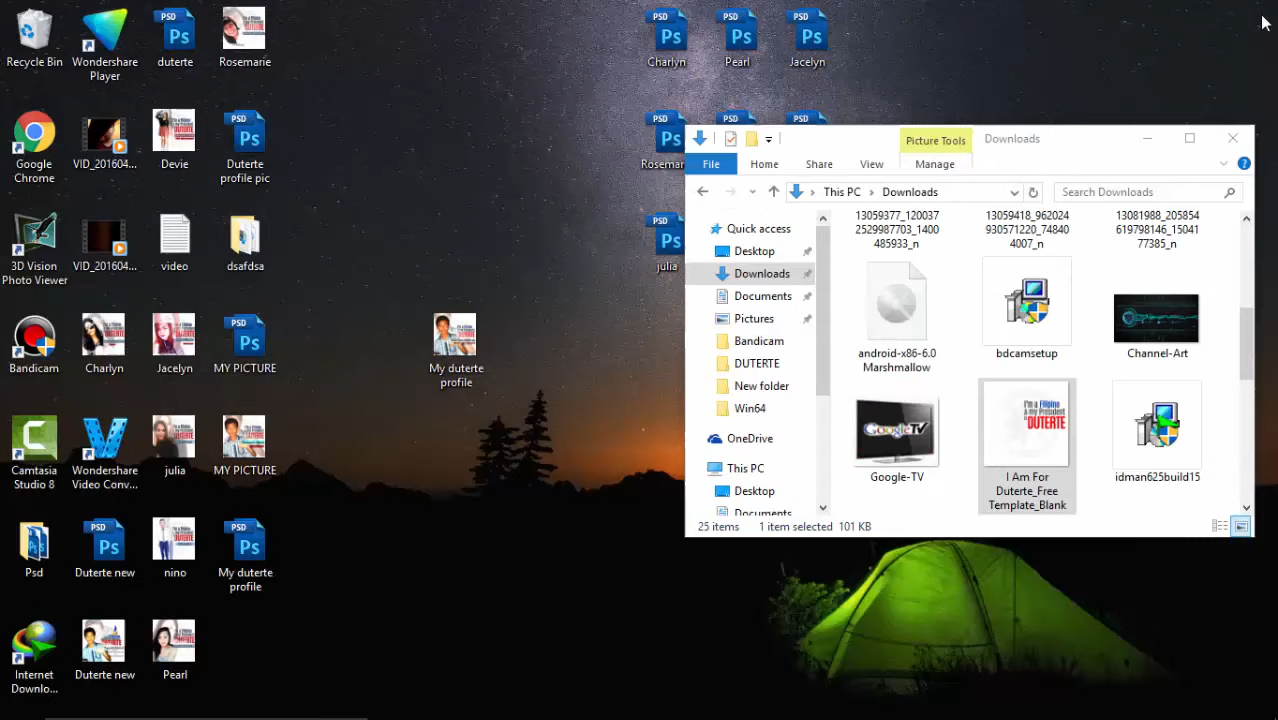 Recycle Bin
Wondershare
Player
duterte
Rosemarie
Google
Chrome
VID_201604...
Devie
Duterte
profile pic
3D Vision
Photo Viewer
VID_201604...
video
dsafdsa
Bandicam
Charlyn
Jacelyn
MY PICTURE
Camtasia
Studio 8
Wondershare
Video Conv...
julia
MY PICTURE
Psd
Duterte new
nino
My duterte
profile
Internet
Downlo...
Duterte new
Pearl
My duterte
profile
Charlyn
Pearl
Jacelyn
Rosemar
julia
Picture Tools
Downloads
File
Home
Share
View
Manage
This PC
Downloads
Search Downloads
Quick access
Desktop
Downloads
Documents
Pictures
Bandicam
DUTERTE
New folder
Win64
OneDrive
This PC
Desktop
Documents
13059377_120037
2529987703_1400
485933_n
13059418_962024
930571220_74840
4007_n
13081988_205854
619798146_15041
77385_n
android-x86-6.0
Marshmallow
bdcamsetup
Channel-Art
GoogleTV
Google-TV
I'm a Filipino
& my President
is DUTERTE
I Am For
Duterte_Free
Template_Blank
idman625build15
25 items
1 item selected
101 KB